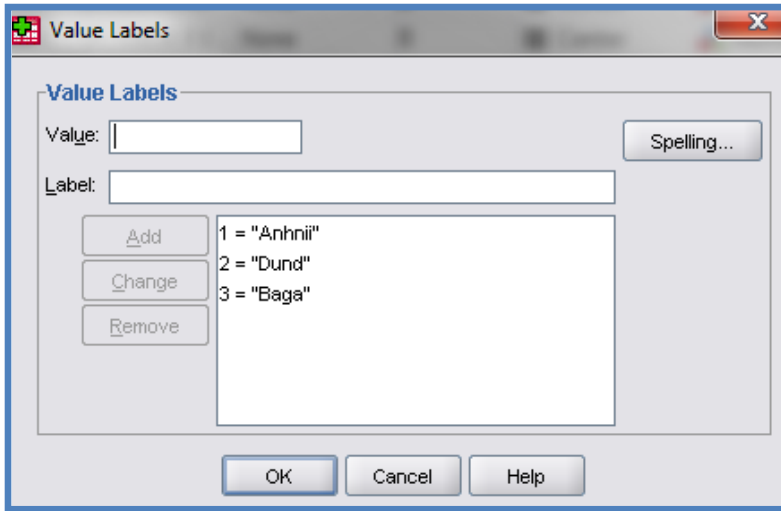 Value Labels
Value Labels
Value:
Spelling...
Label:
Add
Change
Remove
1 = "Anhnii"
2 = "Dund"
3 = "Baga"
OK
Cancel
Help